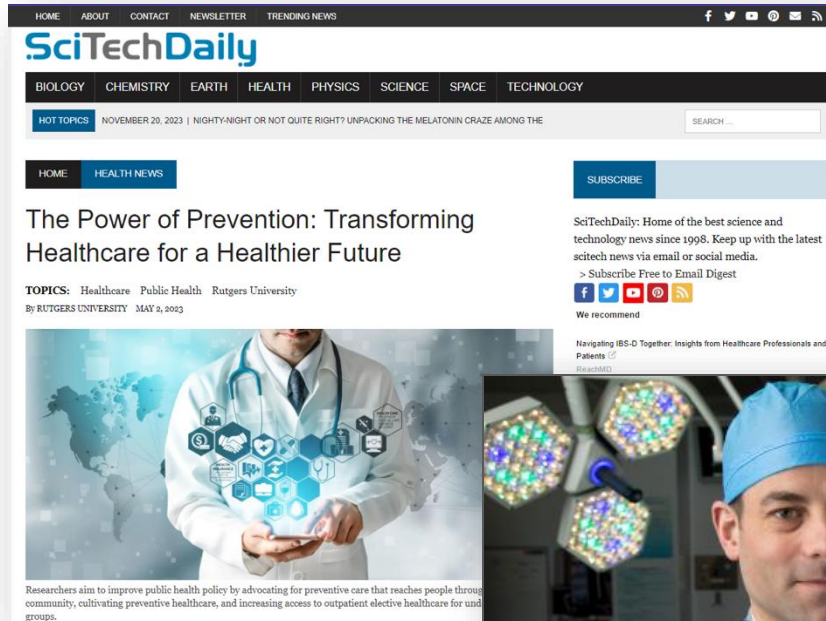 HOME ABOUT CONTACT NEWSLETTER TRENDING NEWS
SciTechDaily
BIOLOGY CHEMISTRY EARTH HEALTH PHYSICS SCIENCE SPACE TECHNOLOGY
HOT TOPICS NOVEMBER 20, 2023 | NIGHTY-NIGHT OR NOT QUITE RIGHT? UNPACKING THE MELATONIN CRAZE AMONG THE
SEARCH ...
HOME HEALTH NEWS
The Power of Prevention: Transforming
Healthcare for a Healthier Future
TOPICS: Healthcare Public Health Rutgers University
By RUTGERS UNIVERSITY MAY 2, 2023
Researchers aim to improve public health policy by advocating for preventive care that reaches people throug
community, cultivating preventive healthcare, and increasing access to outpatient elective healthcare for und
groups.
SUBSCRIBE
SciTechDaily: Home of the best science and
technology news since 1998. Keep up with the latest
scitech news via email or social media.
> Subscribe Free to Email Digest
We recommend
Navigating IBS-D Together: Insights from Healthcare Professionals and
Patients
ReachMD